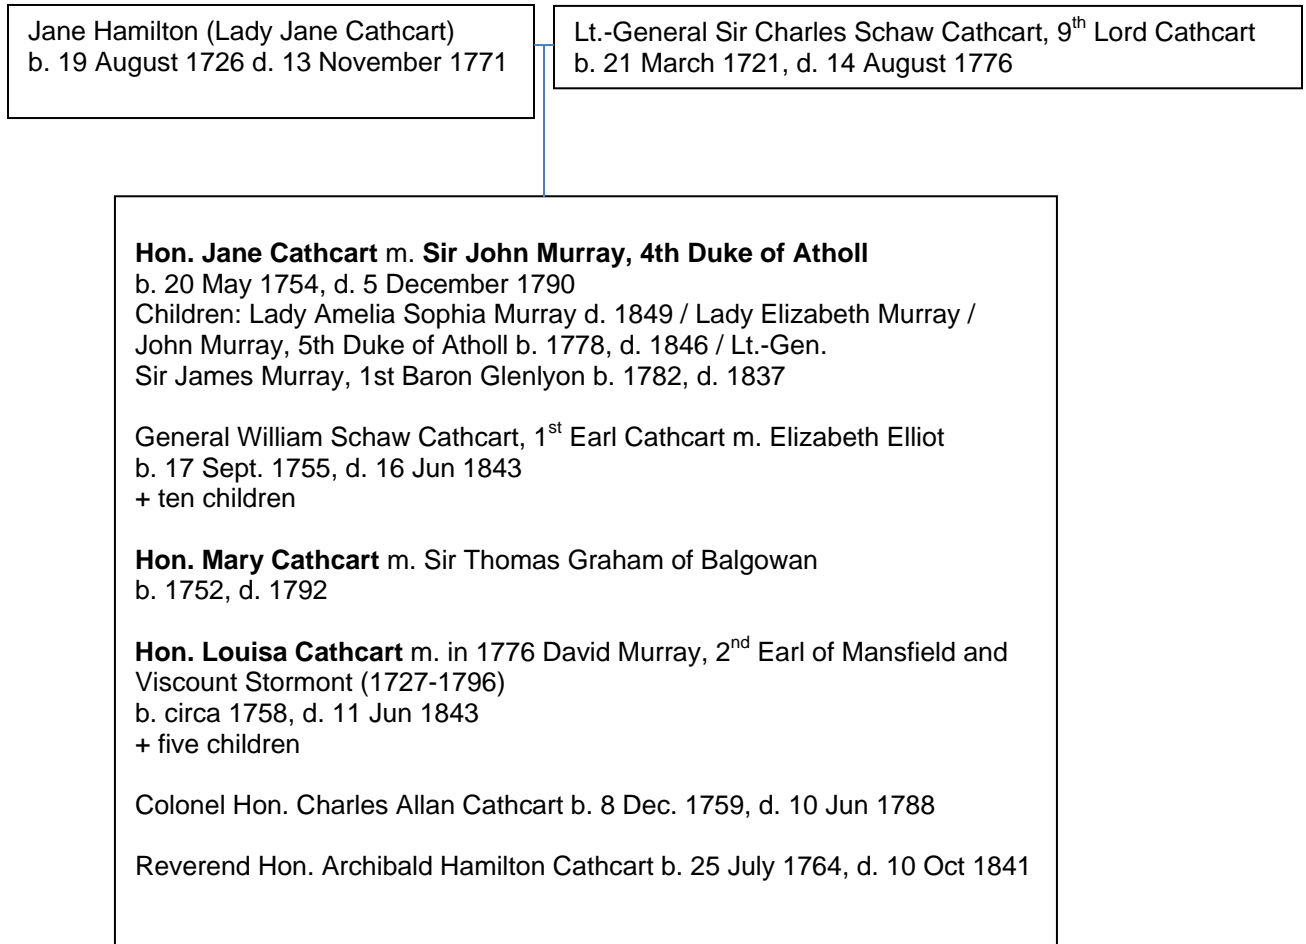 Jane Hamilton (Lady Jane Cathcart)
b. 19 August 1726 d. 13 November 1771
Lt.-General Sir Charles Schaw Cathcart, 9th Lord Cathcart
b. 21 March 1721, d. 14 August 1776
Hon. Jane Cathcart m. Sir John Murray, 4th Duke of Atholl
b. 20 May 1754, d. 5 December 1790
Children: Lady Amelia Sophia Murray d. 1849 / Lady Elizabeth Murray /
John Murray, 5th Duke of Atholl b. 1778, d. 1846 / Lt.-Gen.
Sir James Murray, 1st Baron Glenlyon b. 1782, d. 1837
General William Schaw Cathcart, 1st Earl Cathcart m. Elizabeth Elliot
b. 17 Sept. 1755, d. 16 Jun 1843
+ ten children
Hon. Mary Cathcart m. Sir Thomas Graham of Balgowan
b. 1752, d. 1792
Hon. Louisa Cathcart m. in 1776 David Murray, 2nd Earl of Mansfield and
Viscount Stormont (1727-1796)
b. circa 1758, d. 11 Jun 1843
+ five children
Colonel Hon. Charles Allan Cathcart b. 8 Dec. 1759, d. 10 Jun 1788
Reverend Hon. Archibald Hamilton Cathcart b. 25 July 1764, d. 10 Oct 1841